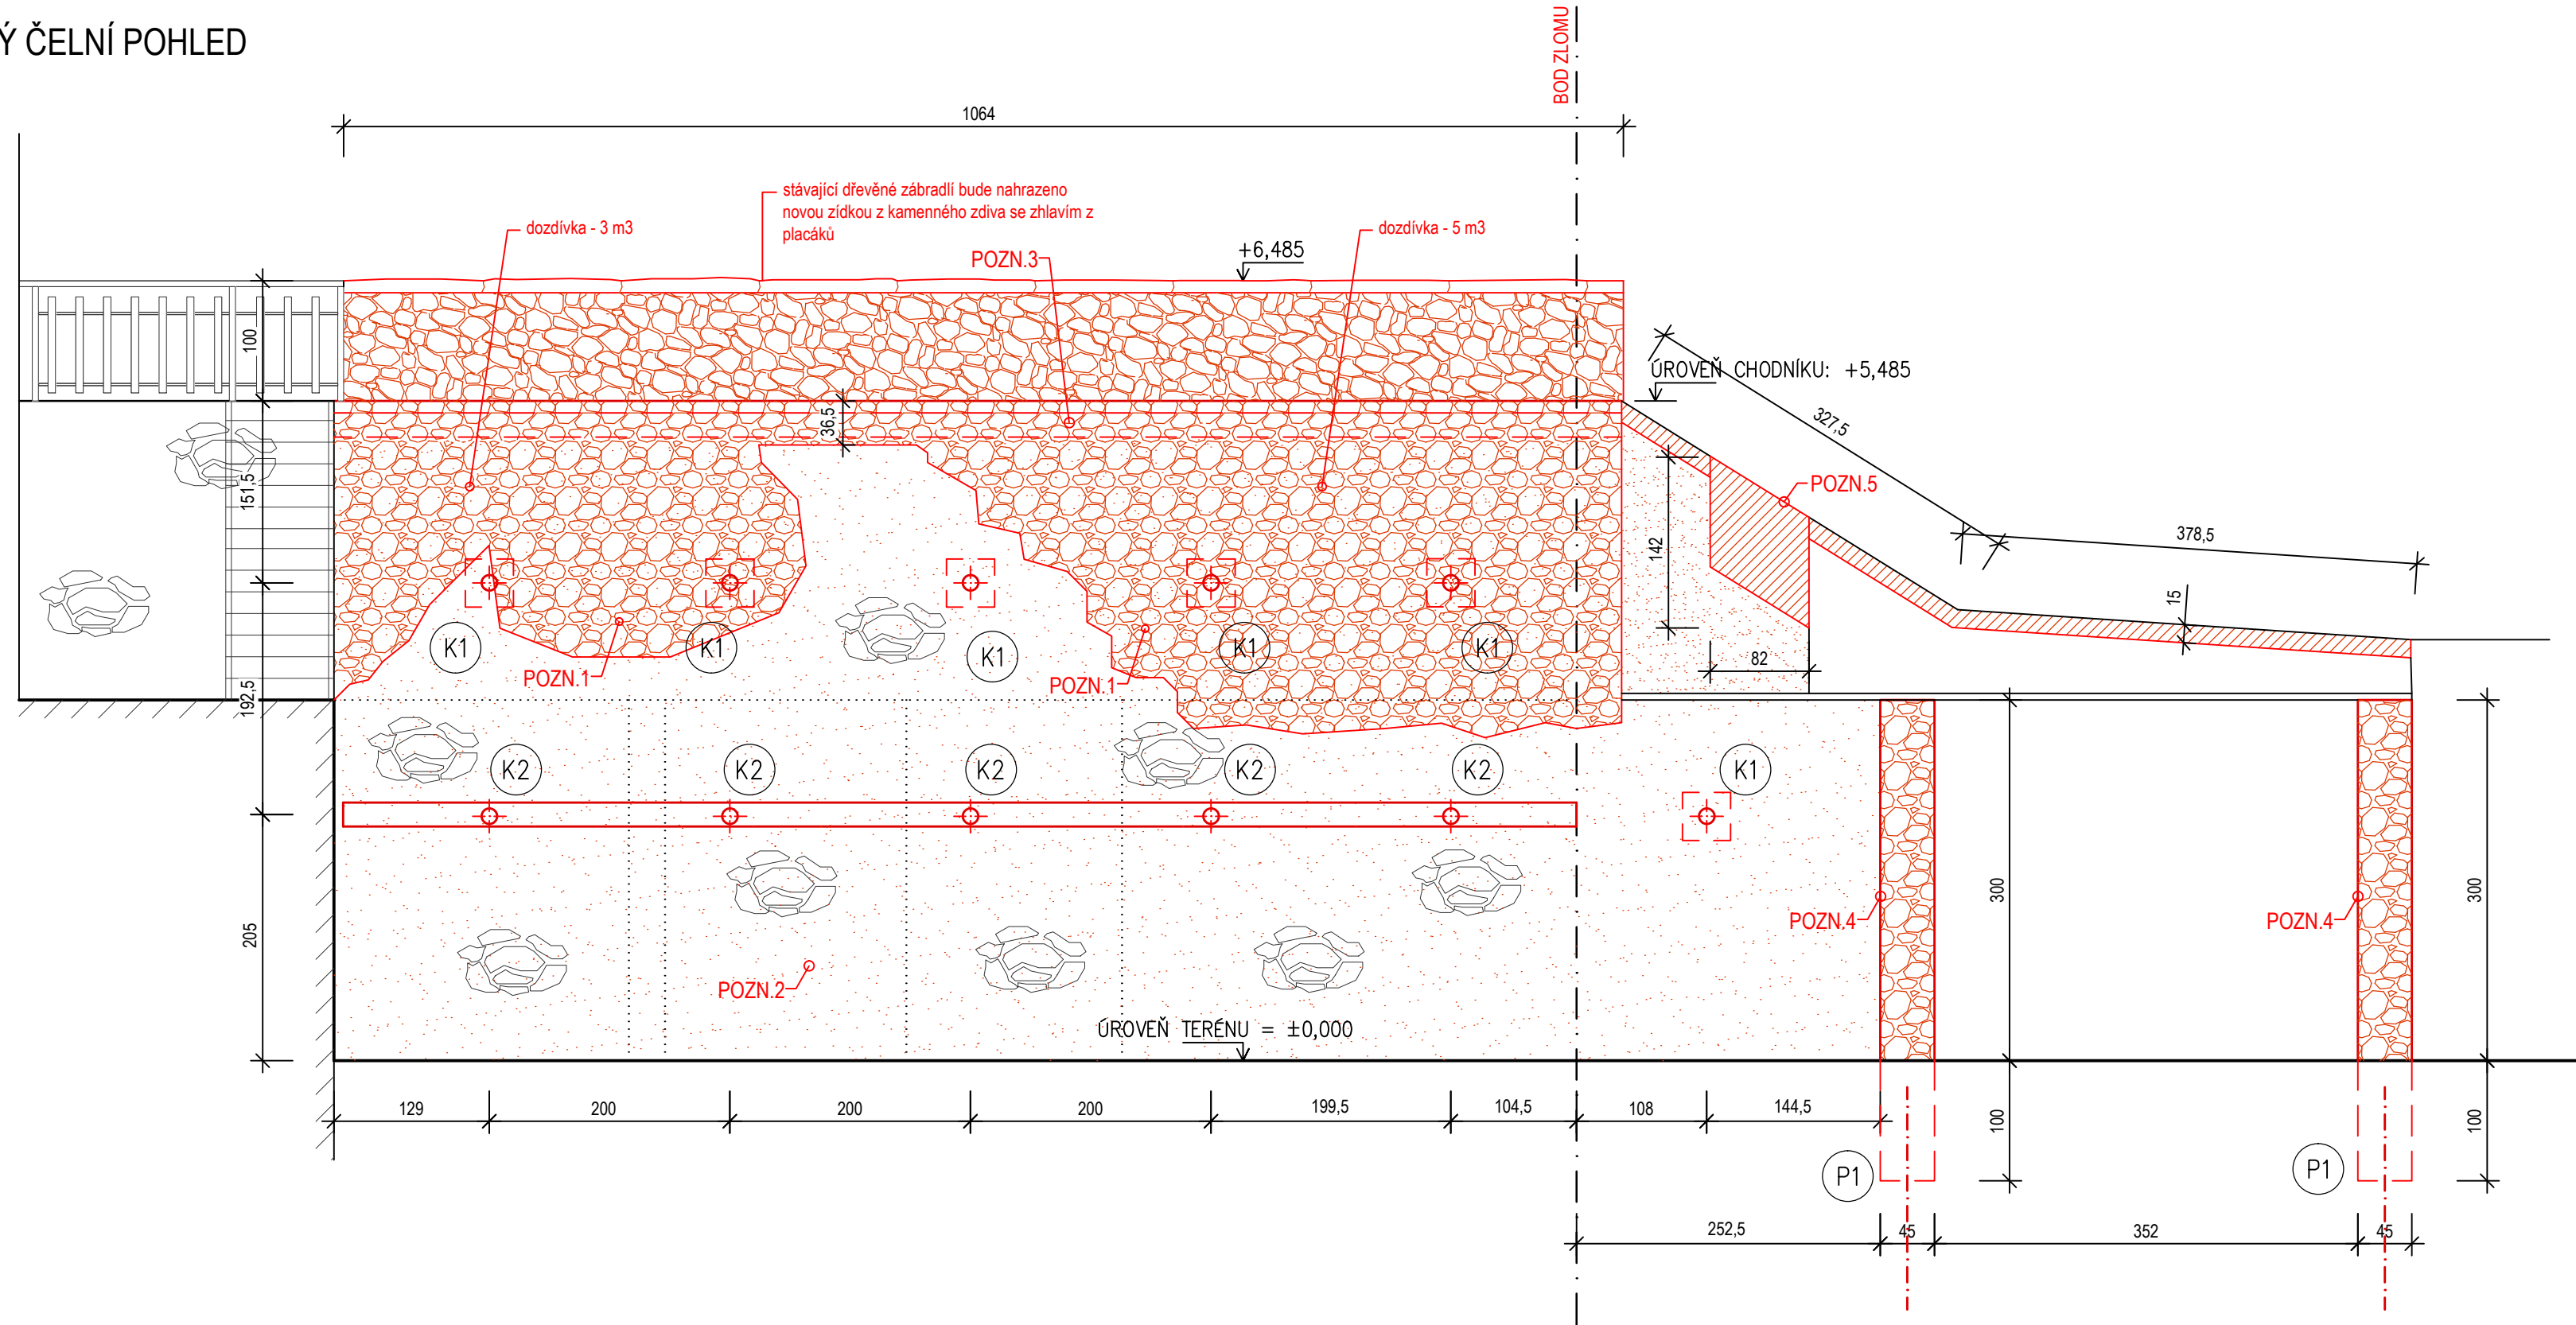 Ý ČELNÍ POHLED
BOD ZLOMU
1064
stávající dřevěné zábradlí bude nahrazeno
novou zídkou z kamenného zdiva se zhlavím z
placáků
dozdívka - 3 m3
dozdívka - 5 m3
POZN.3
+6,485
100
ÚROVEŇ CHODNÍKU: +5,485
36,5
327,5
151,5
POZN.5
142
378,5
15
K1
K1
K1
K1
K1
82
POZN.1
POZN.1
192,5
K2
K2
K2
K2
K2
K1
300
300
205
POZN.4
POZN.4
POZN.2
ÚROVEŇ TERÉNU = ±0,000
129
200
200
200
199,5
104,5
108
144,5
100
100
P1
P1
252,5
45
352
45